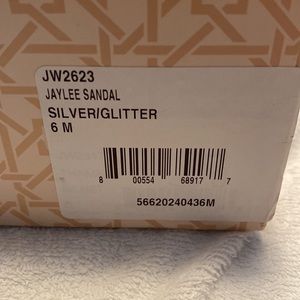 JW2623
JAYLEE SANDAL
SILVER/GLITTER
6 M
8 00554 68917 7
56620240436M